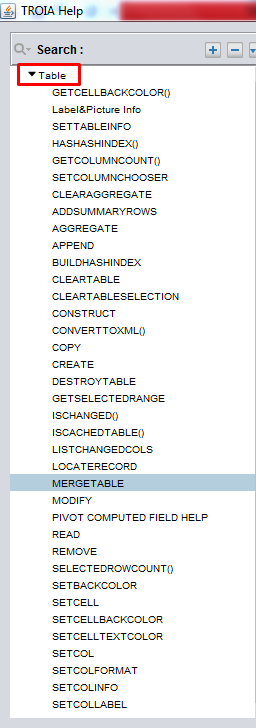 TROIA Help
Search :
Table
GETCELLBACKCOLOR()
Label&Picture Info
SETTABLEINFO
HASHASHINDEX()
GETCOLUMNCOUNT()
SETCOLUMNCHOOSER
CLEARAGGREGATE
ADDSUMMARYROWS
AGGREGATE
APPEND
BUILDHASHINDEX
CLEARTABLE
CLEARTABLESELECTION
CONSTRUCT
CONVERTTOXML()
COPY
CREATE
DESTROYTABLE
GETSELECTEDRANGE
ISCHANGED()
ISCACHEDTABLE()
LISTCHANGEDCOLS
LOCATERECORD
MERGETABLE
MODIFY
PIVOT COMPUTED FIELD HELP
READ
REMOVE
SELECTEDROWCOUNT()
SETBACKCOLOR
SETCELL
SETCELLBACKCOLOR
SETCELLTEXTCOLOR
SETCOL
SETCOLFORMAT
SETCOLINFO
SETCOLLABEL